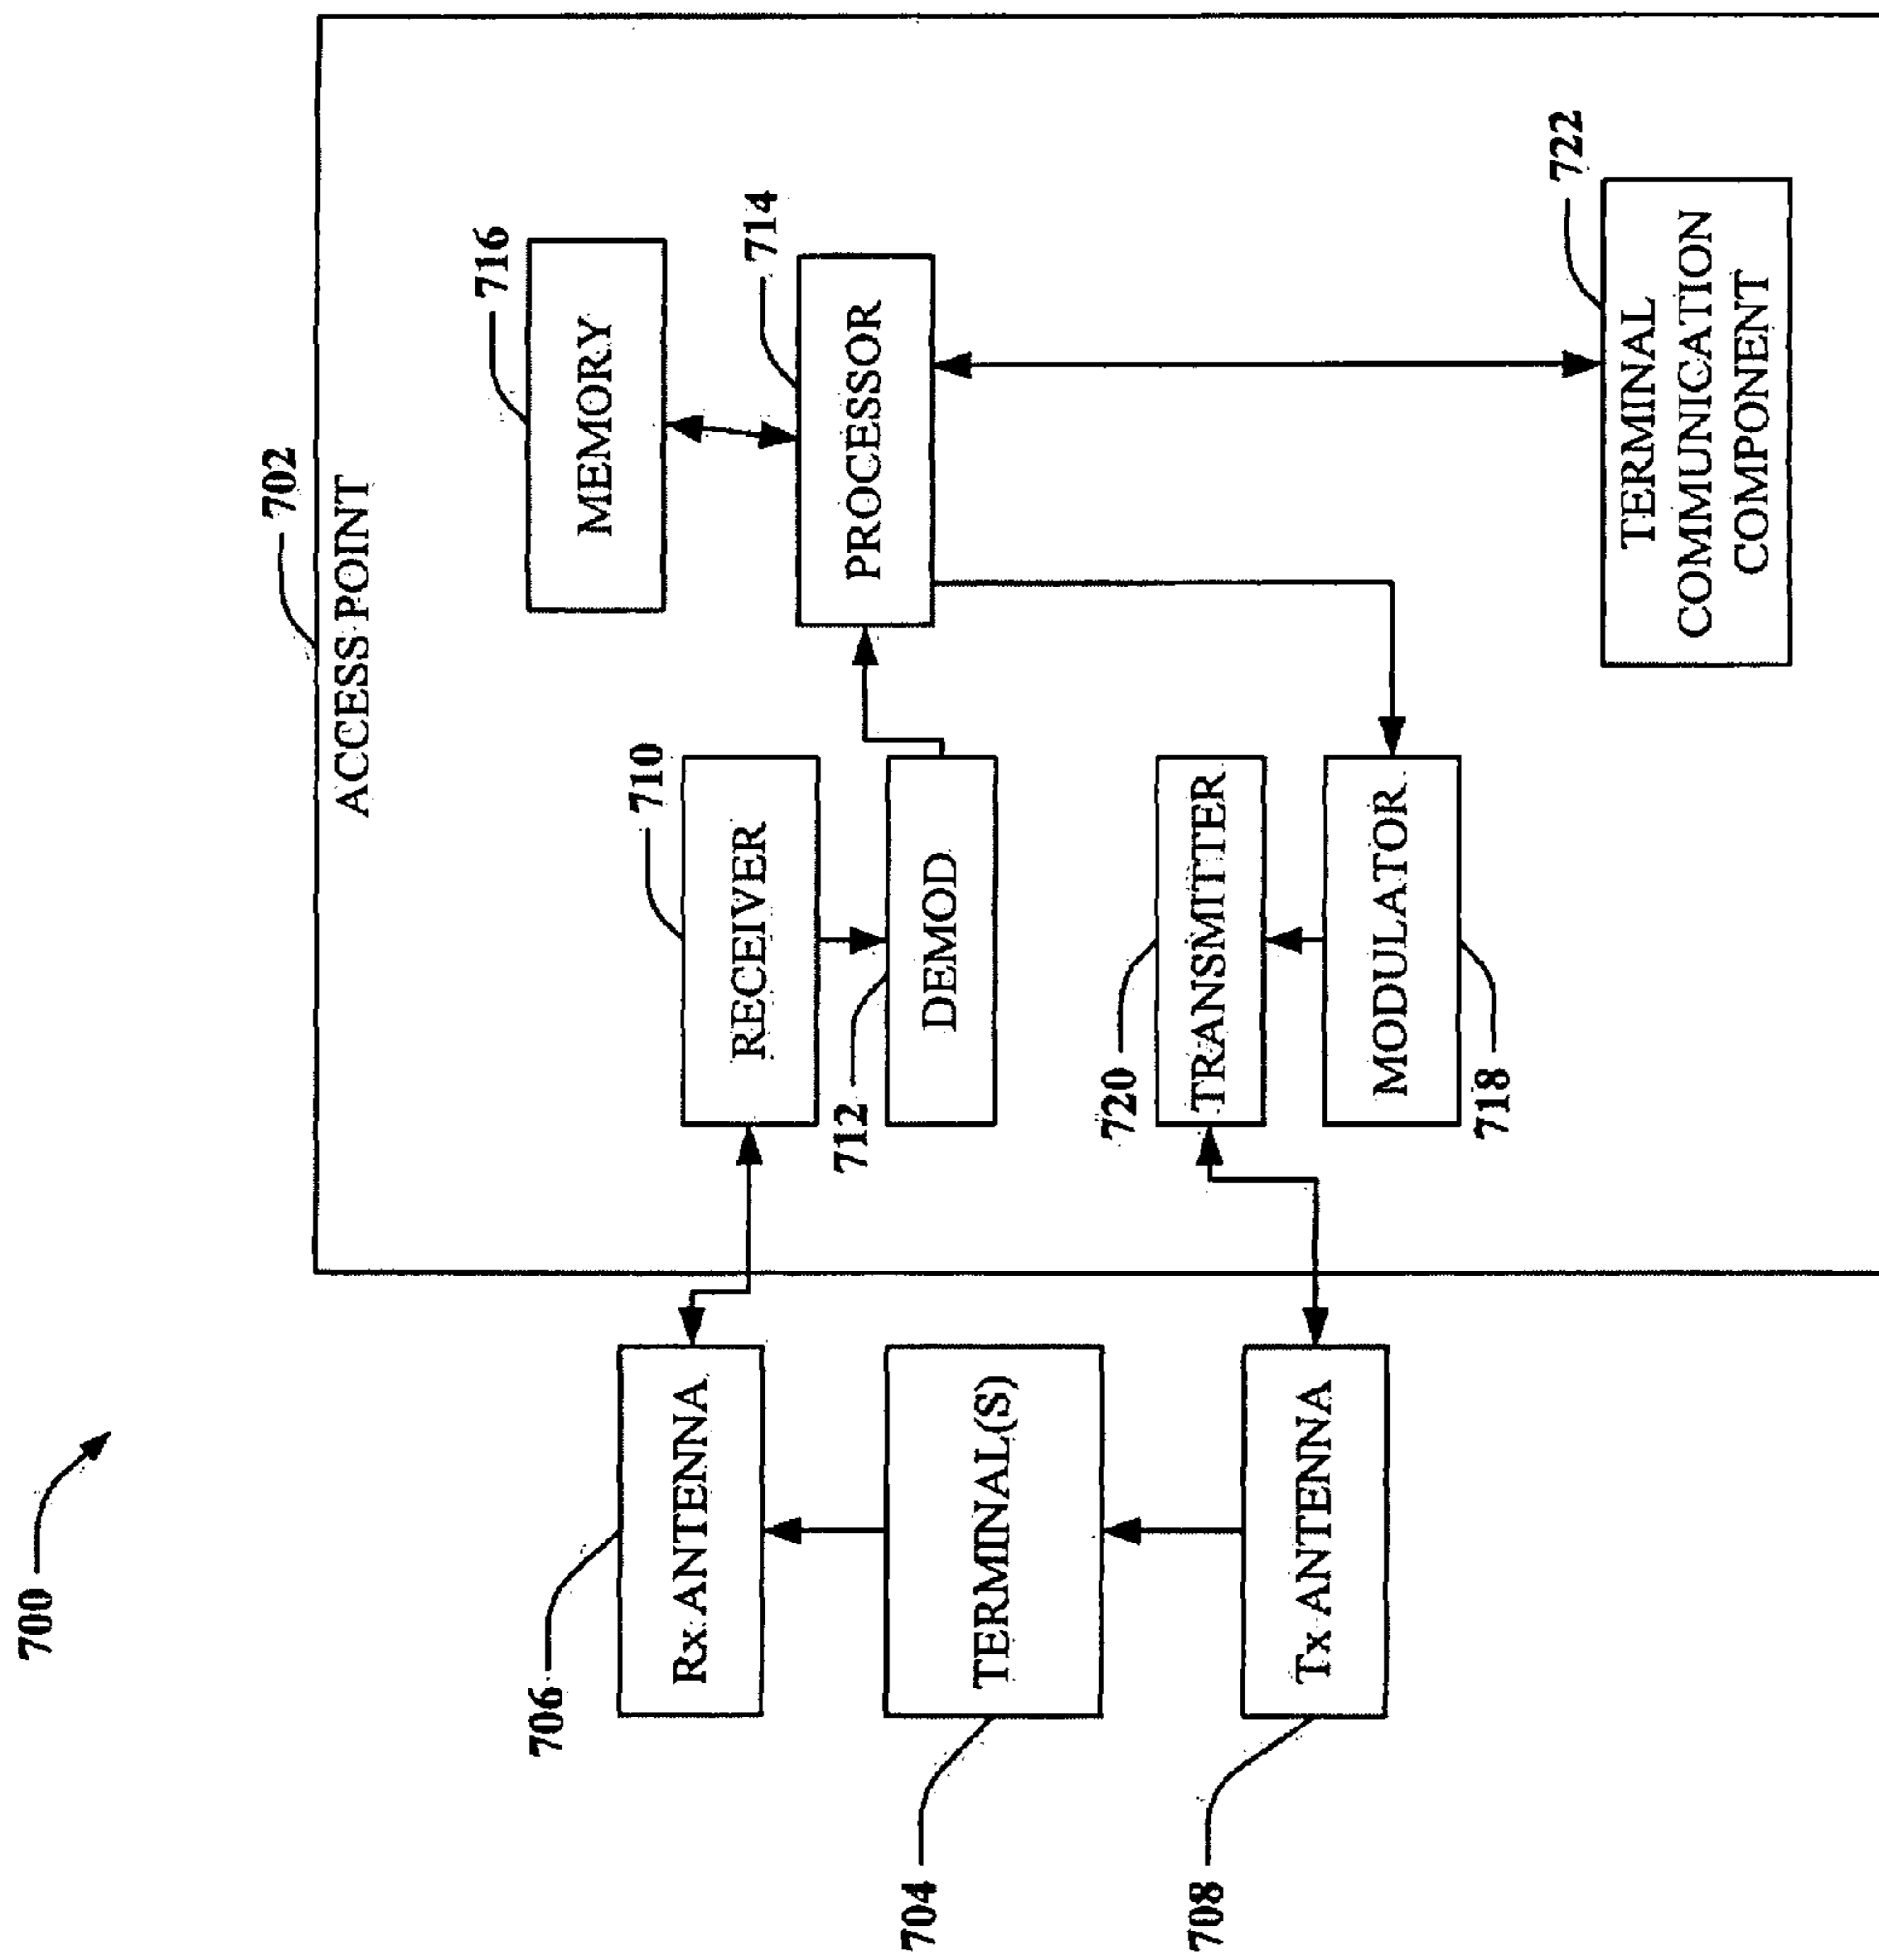 700
702
ACCESS POINT
716
MEMORY
706
Rx ANTENNA
710
RECEIVER
714
PROCESSOR
712
DEMOD
704
TERMINAL(S)
720
TRANSMITTER
708
Tx ANTENNA
MODULATOR
718
722
TERMINAL
COMMUNICATION
COMPONENT